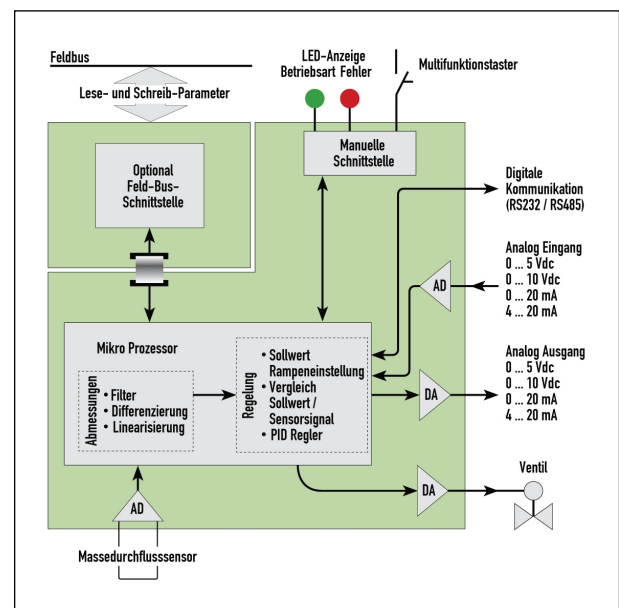 Feldbus
Lese- und Schreib-Parameter
LED-Anzeige
Betriebsart Fehler
Multifunktionstaster
Optional
Feld-Bus-
Schnittstelle
Manuelle
Schnittstelle
Digitale
Kommunikation
(RS232 / RS485)
Analog Eingang
0 ... 5 Vdc
0 ... 10 Vdc
0 ... 20 mA
4 ... 20 mA
AD
Mikro Prozessor
Abmessungen
• Filter
• Differenzierung
• Linearisierung
Regelung
• Sollwert
Rampeneinstellung
• Vergleich
Sollwert /
Sensorsignal
• PID Regler
Analog Ausgang
0 ... 5 Vdc
0 ... 10 Vdc
0 ... 20 mA
4 ... 20 mA
DA
DA
Ventil
AD
Massedurchflusssensor